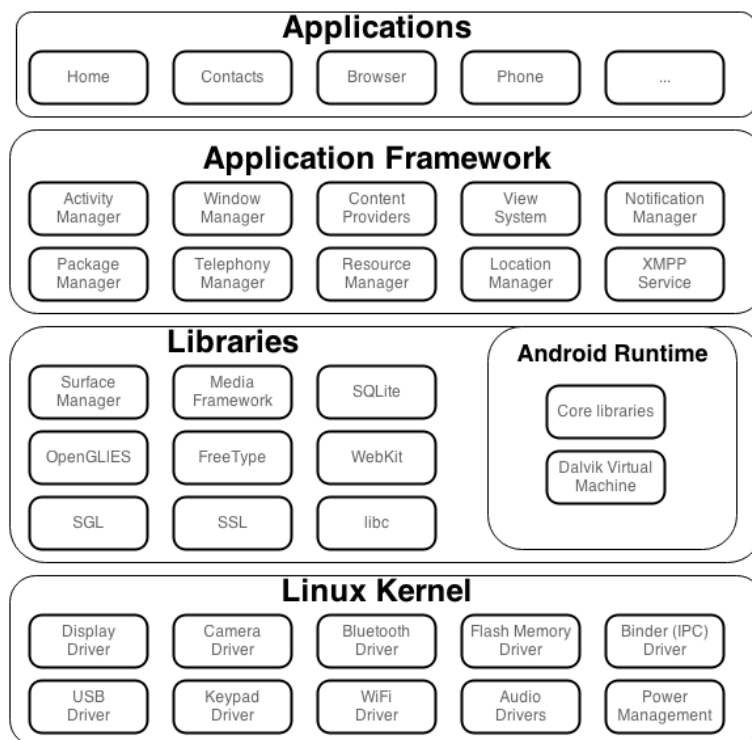 Applications
Home
Contacts
Browser
Phone
...
Application Framework
Activity
Manager
Window
Manager
Content
Providers
View
System
Notification
Manager
Package
Manager
Telephony
Manager
Resource
Manager
Location
Manager
XMPP
Service
Libraries
Surface
Manager
Media
Framework
SQLite
OpenGLIES
FreeType
WebKit
SGL
SSL
libc
Android Runtime
Core libraries
Dalvik Virtual
Machine
Linux Kernel
Display
Driver
Camera
Driver
Bluetooth
Driver
Flash Memory
Driver
Binder (IPC)
Driver
USB
Driver
Keypad
Driver
WiFi
Driver
Audio
Drivers
Power
Management